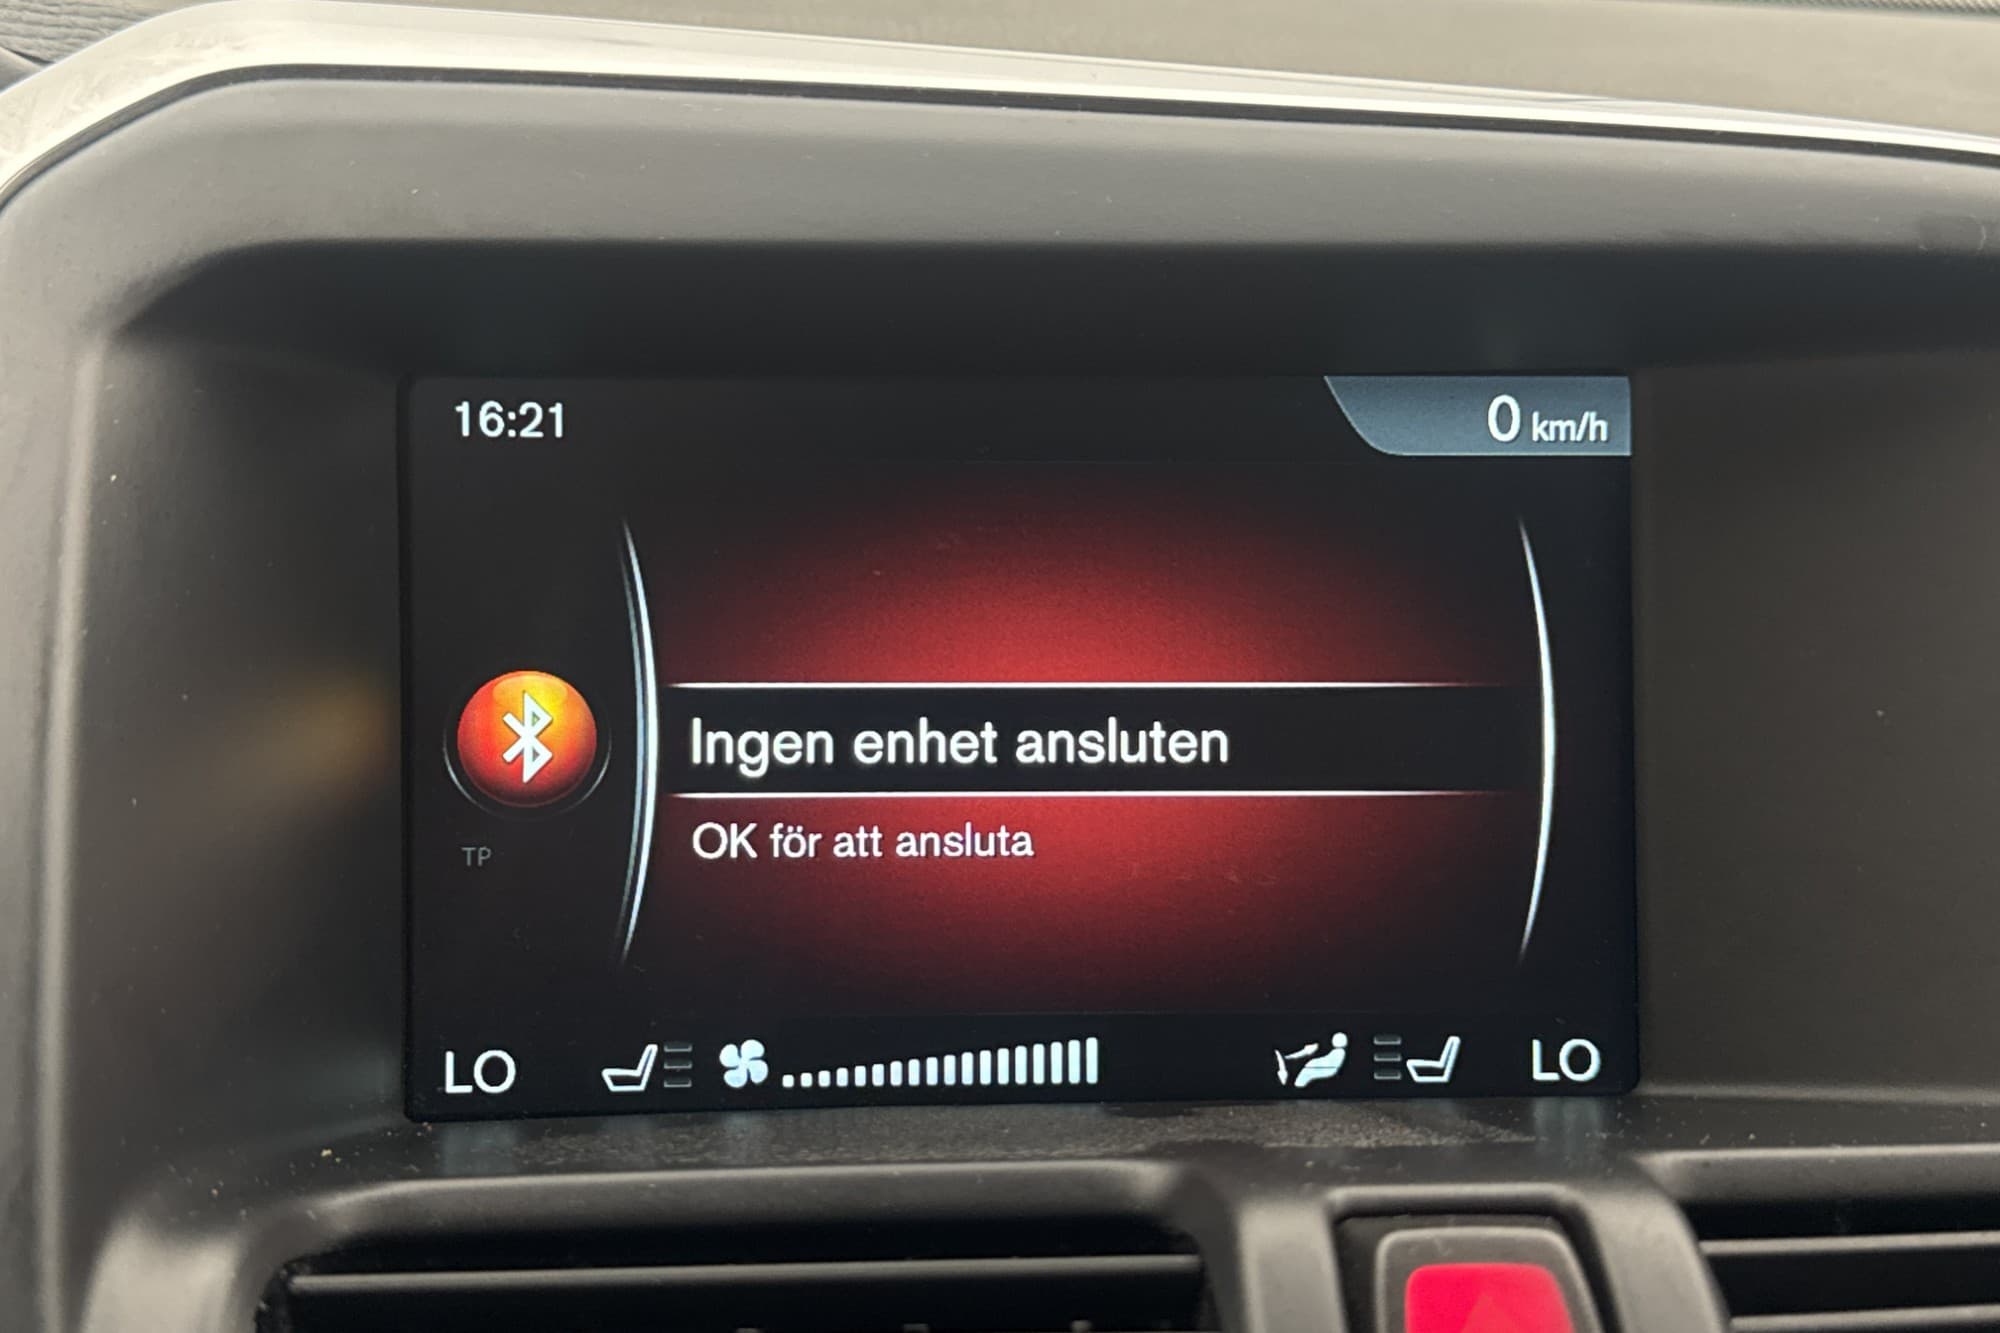 16:21
0 km/h
Ingen enhet ansluten
TP
OK för att ansluta
LO
LO